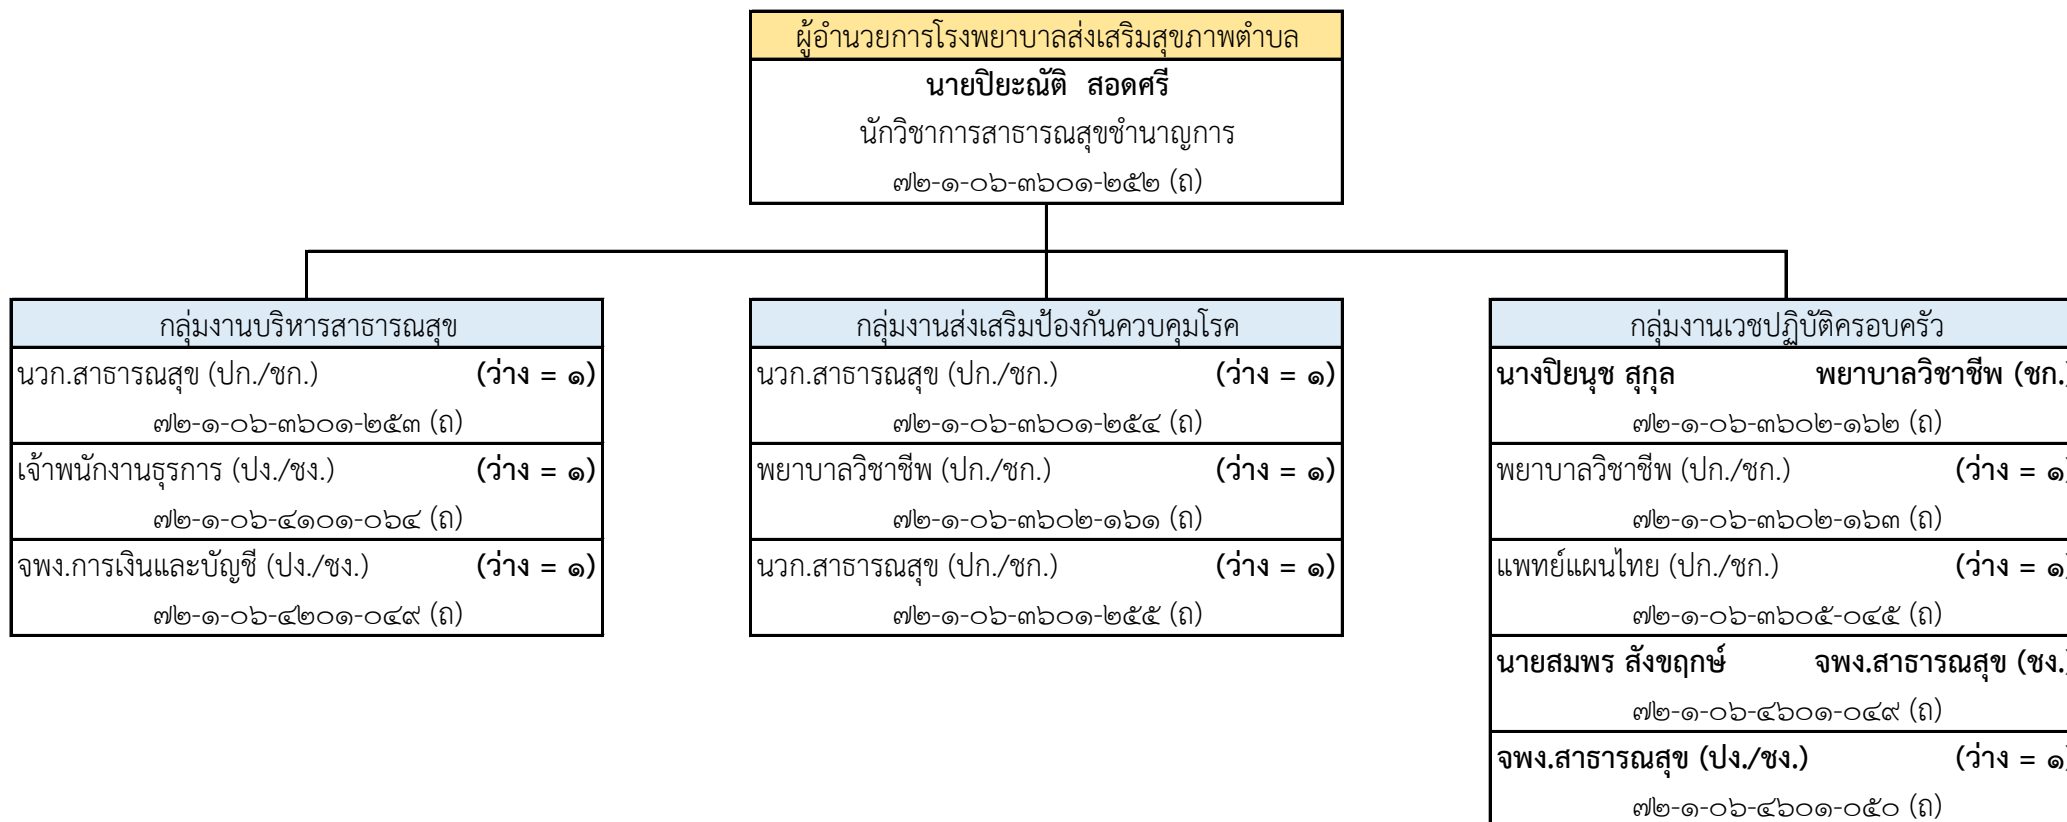 ผู้อำนวยการโรงพยาบาลส่งเสริมสุขภาพตำบล
นายปิยะณัติ สอดศรี
นักวิชาการสาธารณสุขชำนาญการ
๗๒-๑-๐๖-๓๖๐๑-๒๕๒ (ถ)
กลุ่มงานบริหารสาธารณสุข
นวก.สาธารณสุข (ปก./ชก.) (ว่าง = ๑)
๗๒-๑-๐๖-๓๖๐๑-๒๕๓ (ถ)
เจ้าพนักงานธุรการ (ปง./ชง.) (ว่าง = ๑)
๗๒-๑-๐๖-๔๑๐๑-๐๖๔ (ถ)
จพง.การเงินและบัญชี (ปง./ชง.) (ว่าง = ๑)
๗๒-๑-๐๖-๔๒๐๑-๐๔๙ (ถ)
กลุ่มงานส่งเสริมป้องกันควบคุมโรค
นวก.สาธารณสุข (ปก./ชก.) (ว่าง = ๑)
๗๒-๑-๐๖-๓๖๐๑-๒๕๔ (ถ)
พยาบาลวิชาชีพ (ปก./ชก.) (ว่าง = ๑)
๗๒-๑-๐๖-๓๖๐๒-๑๖๑ (ถ)
นวก.สาธารณสุข (ปก./ชก.) (ว่าง = ๑)
๗๒-๑-๐๖-๓๖๐๑-๒๕๕ (ถ)
กลุ่มงานเวชปฏิบัติครอบครัว
นางปิยนุช สุกุล พยาบาลวิชาชีพ (ชก.)
๗๒-๑-๐๖-๓๖๐๒-๑๖๒ (ถ)
พยาบาลวิชาชีพ (ปก./ชก.) (ว่าง = ๑)
๗๒-๑-๐๖-๓๖๐๒-๑๖๓ (ถ)
แพทย์แผนไทย (ปก./ชก.) (ว่าง = ๑)
๗๒-๑-๐๖-๓๖๐๕-๐๔๕ (ถ)
นายสมพร สังขฤกษ์ จพง.สาธารณสุข (ชง.)
๗๒-๑-๐๖-๔๖๐๑-๐๔๙ (ถ)
จพง.สาธารณสุข (ปง./ชง.) (ว่าง = ๑)
๗๒-๑-๐๖-๔๖๐๑-๐๕๐ (ถ)